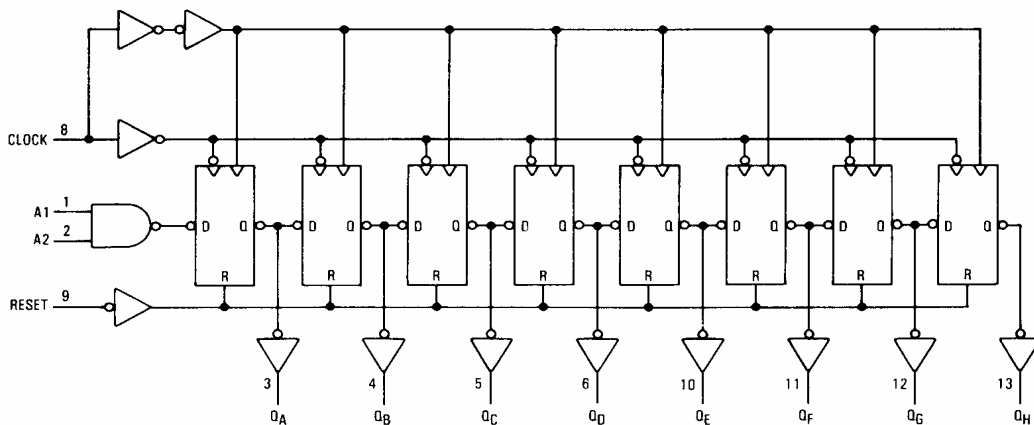 CLOCK 8
A1 1
A2 2
D Q D Q D Q D Q D Q D Q D Q D Q
R R R R R R R R
RESET 9
3 4 5 6 10 11 12 13
QA QB QC QD QE QF QG QH